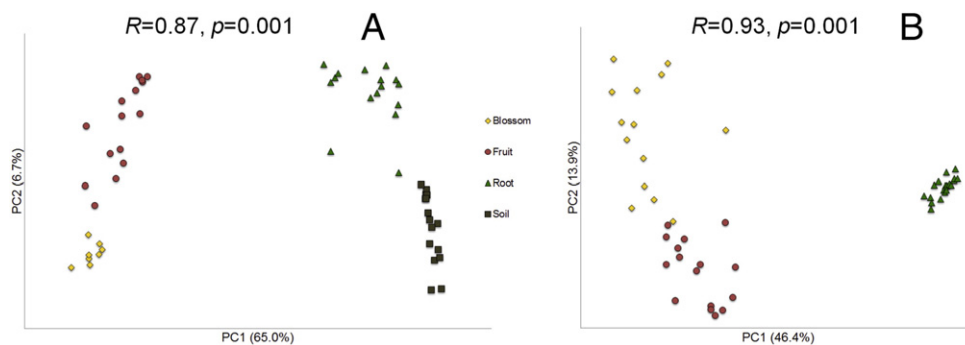 R=0.87, p=0.001
A
PC2 (6.7%)
PC1 (65.0%)
Blossom
Fruit
Root
Soil
R=0.93, p=0.001
B
PC2 (13.9%)
PC1 (46.4%)